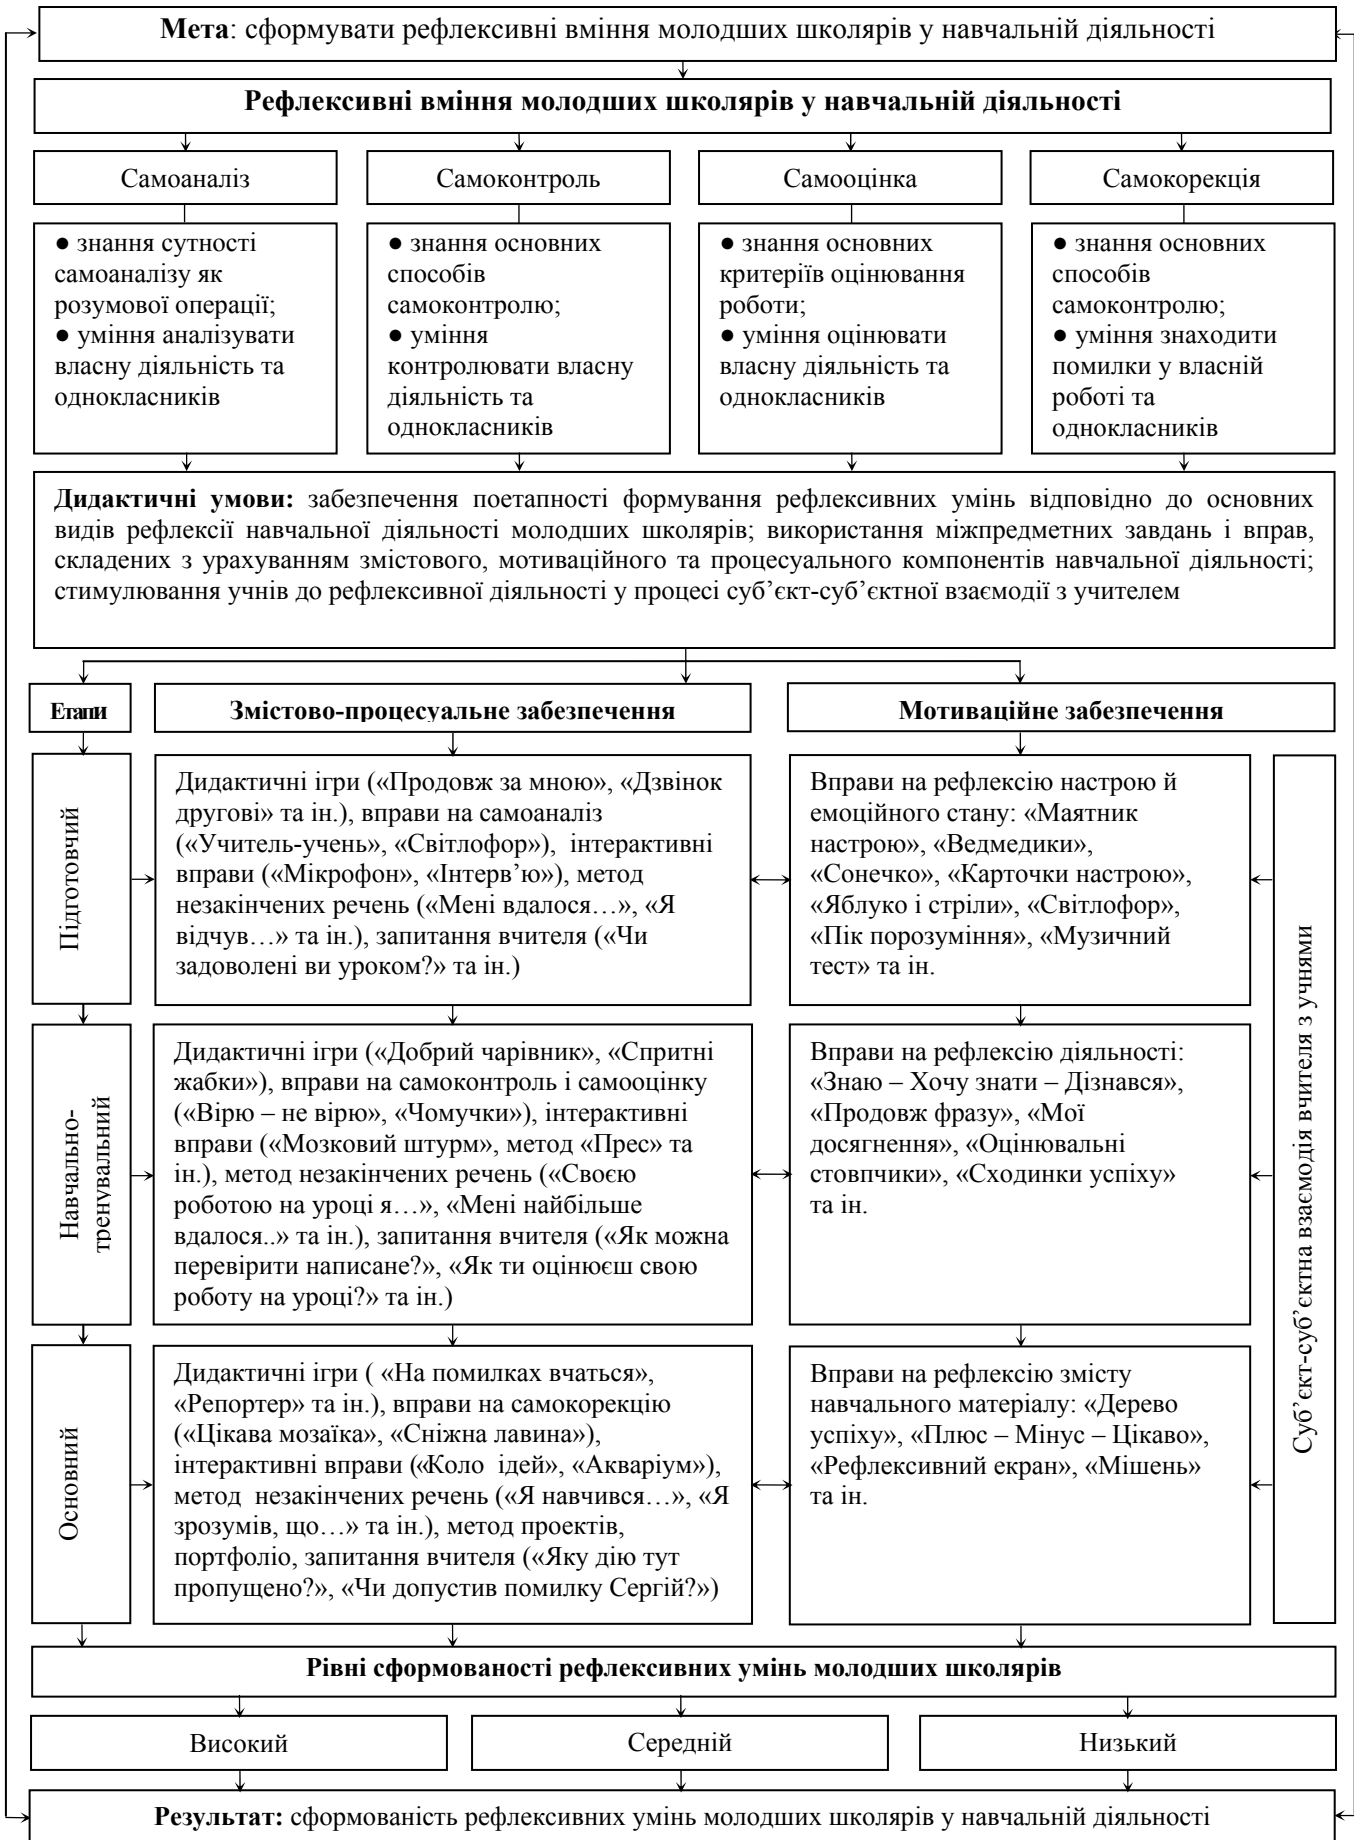 Мета: сформувати рефлексивні вміння молодших школярів у навчальній діяльності
Рефлексивні вміння молодших школярів у навчальній діяльності
Самоаналіз
Самоконтроль
Самооцінка
Самокорекція
● знання сутності
самоаналізу як
розумової операції;
● уміння аналізувати
власну діяльність та
однокласників
● знання основних
способів
самоконтролю;
● уміння
контролювати власну
діяльність та
однокласників
● знання основних
критеріїв оцінювання
роботи;
● уміння оцінювати
власну діяльність та
однокласників
● знання основних
способів
самоконтролю;
● уміння знаходити
помилки у власній
роботі та
однокласників
Дидактичні умови: забезпечення поетапності формування рефлексивних умінь відповідно до основних
видів рефлексії навчальної діяльності молодших школярів; використання міжпредметних завдань і вправ,
складених з урахуванням змістового, мотиваційного та процесуального компонентів навчальної діяльності;
стимулювання учнів до рефлексивної діяльності у процесі суб’єкт-суб’єктної взаємодії з учителем
Етапи
Змістово-процесуальне забезпечення
Мотиваційне забезпечення
Підготовчий
Дидактичні ігри («Продовж за мною», «Дзвінок
другові» та ін.), вправи на самоаналіз
(«Учитель-учень», «Світлофор»), інтерактивні
вправи («Мікрофон», «Інтерв’ю»), метод
незакінчених речень («Мені вдалося…», «Я
відчув…» та ін.), запитання вчителя («Чи
задоволені ви уроком?» та ін.)
Вправи на рефлексію настрою й
емоційного стану: «Маятник
настрою», «Ведмедики»,
«Сонечко», «Карточки настрою»,
«Яблуко і стріли», «Світлофор»,
«Пік порозуміння», «Музичний
тест» та ін.
Суб’єкт-суб’єктна взаємодія вчителя з учнями
Навчально-
тренувальний
Дидактичні ігри («Добрий чарівник», «Спритні
жабки»), вправи на самоконтроль і самооцінку
(«Вірю – не вірю», «Чомучки»), інтерактивні
вправи («Мозковий штурм», метод «Прес» та
ін.), метод незакінчених речень («Своєю
роботою на уроці я…», «Мені найбільше
вдалося..» та ін.), запитання вчителя («Як можна
перевірити написане?», «Як ти оцінюєш свою
роботу на уроці?» та ін.)
Вправи на рефлексію діяльності:
«Знаю – Хочу знати – Дізнався»,
«Продовж фразу», «Мої
досягнення», «Оцінювальні
стовпчики», «Сходинки успіху»
та ін.
Основний
Дидактичні ігри ( «На помилках вчаться»,
«Репортер» та ін.), вправи на самокорекцію
(«Цікава мозаїка», «Сніжна лавина»),
інтерактивні вправи («Коло ідей», «Акваріум»),
метод незакінчених речень («Я навчився…», «Я
зрозумів, що…» та ін.), метод проектів,
портфоліо, запитання вчителя («Яку дію тут
пропущено?», «Чи допустив помилку Сергій?»)
Вправи на рефлексію змісту
навчального матеріалу: «Дерево
успіху», «Плюс – Мінус – Цікаво»,
«Рефлексивний екран», «Мішень»
та ін.
Рівні сформованості рефлексивних умінь молодших школярів
Високий
Середній
Низький
Результат: сформованість рефлексивних умінь молодших школярів у навчальній діяльності